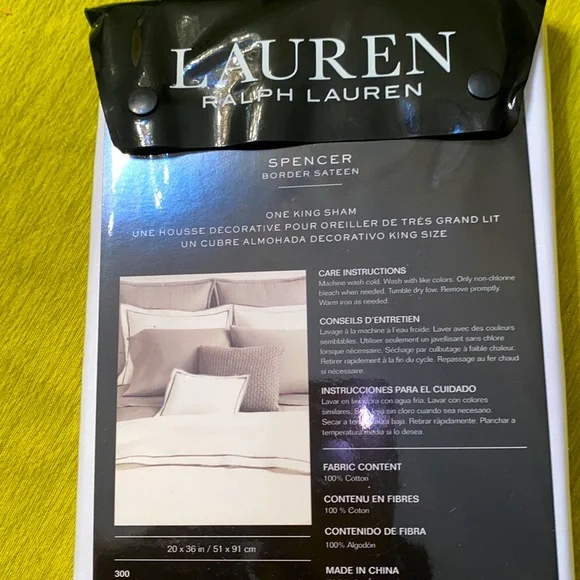 LAUREN
RALPH LAUREN
SPENCER
BORDER SATEEN
ONE KING SHAM
UNE HOUSSE DECORATIVE POUR OREILLER DE TRÈS GRAND LIT
UN CUBRE ALMOHADA DECORATIVO KING SIZE
CARE INSTRUCTIONS
Machine wash cold. Wash with like colors. Only non-chlorine
bleach when needed. Tumble dry low. Remove promptly.
Warm iron as needed.
CONSEILS D'ENTRETIEN
Lavage à la machine à l'eau froide. Laver avec des couleurs
semblables. Utiliser seulement un javellisant sans chlore
lorsque nécessaire. Séchage par culbutage à faible chaleur.
Retirer rapidement à la fin du cycle. Repassage au fer chaud
si nécessaire.
INSTRUCCIONES PARA EL CUIDADO
Lavar en con agua fría. Lavar con colores
similares. sin cloro cuando sea necesario.
Secar a baja. Retirar rápidamente. Planchar a
temperatura media si lo desea.
FABRIC CONTENT
100% Cotton
CONTENU EN FIBRES
100 % Coton
CONTENIDO DE FIBRA
100% Algodón
20 x 36 in / 51 x 91 cm
300
MADE IN CHINA